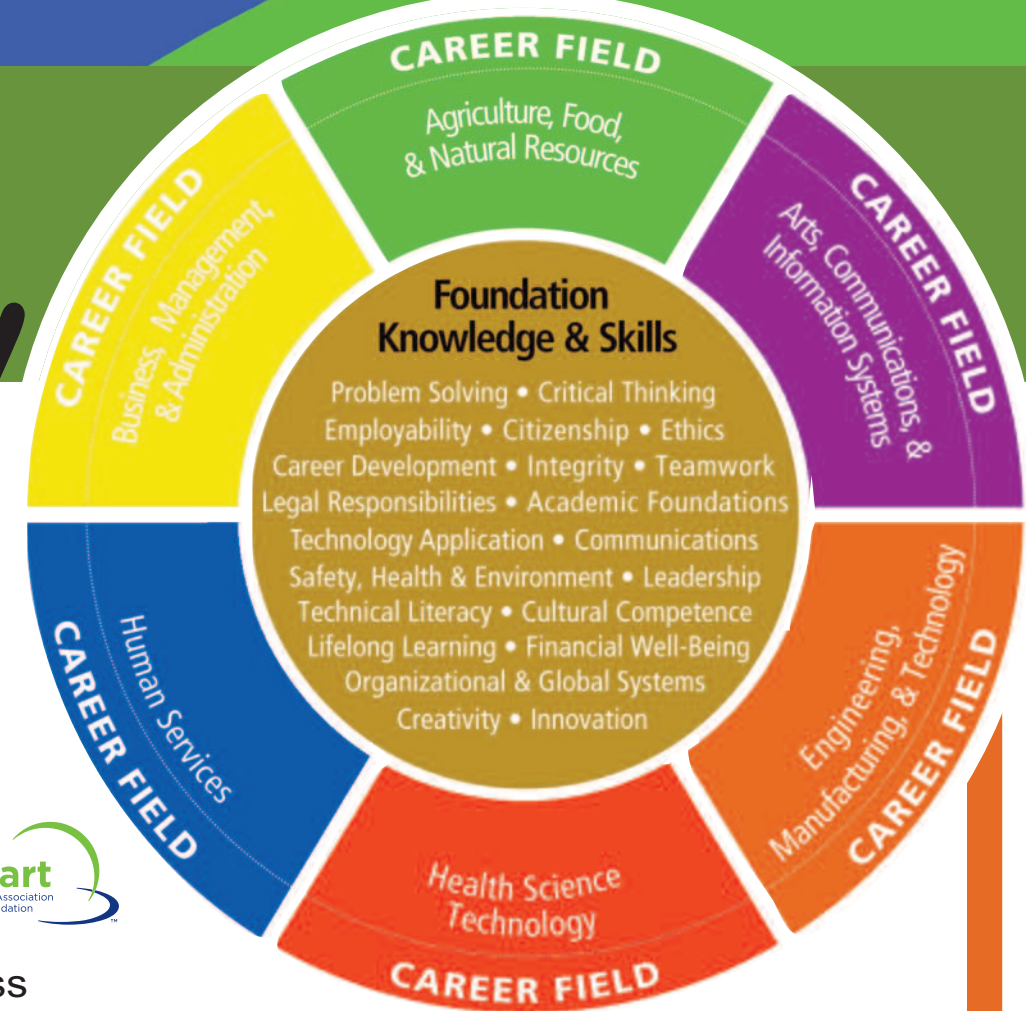 CAREER FIELD
Agriculture, Food,
& Natural Resources
CAREER FIELD
Arts, Communications, &
Information Systems
CAREER FIELD
Business, Management,
& Administration
Foundation
Knowledge & Skills
Problem Solving • Critical Thinking
Employability • Citizenship • Ethics
Career Development • Integrity • Teamwork
Legal Responsibilities • Academic Foundations
Technology Application • Communications
Safety, Health & Environment • Leadership
Technical Literacy • Cultural Competence
Lifelong Learning • Financial Well-Being
Organizational & Global Systems
Creativity • Innovation
Human Services
CAREER FIELD
Engineering,
Manufacturing, & Technology
CAREER FIELD
Health Science
Technology
CAREER FIELD
art
Association
dation
™
ss